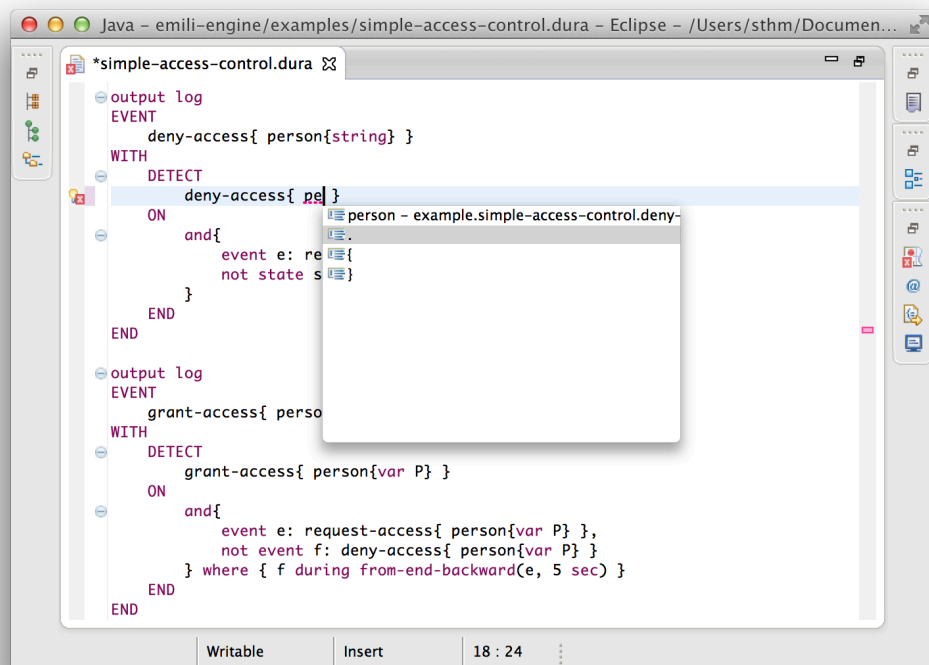 Java – emili-engine/examples/simple-access-control.dura – Eclipse – /Users/sthm/Documen...
*simple-access-control.dura
output log
EVENT
deny-access{ person{string} }
WITH
DETECT
deny-access{ pe }
ON
person – example.simple-access-control.deny-
and{
.
event e: re
{
not state s
}
}
END
END
output log
EVENT
grant-access{ perso
WITH
DETECT
grant-access{ person{var P} }
ON
and{
event e: request-access{ person{var P} },
not event f: deny-access{ person{var P} }
} where { f during from-end-backward(e, 5 sec) }
END
END
Writable
Insert
18 : 24